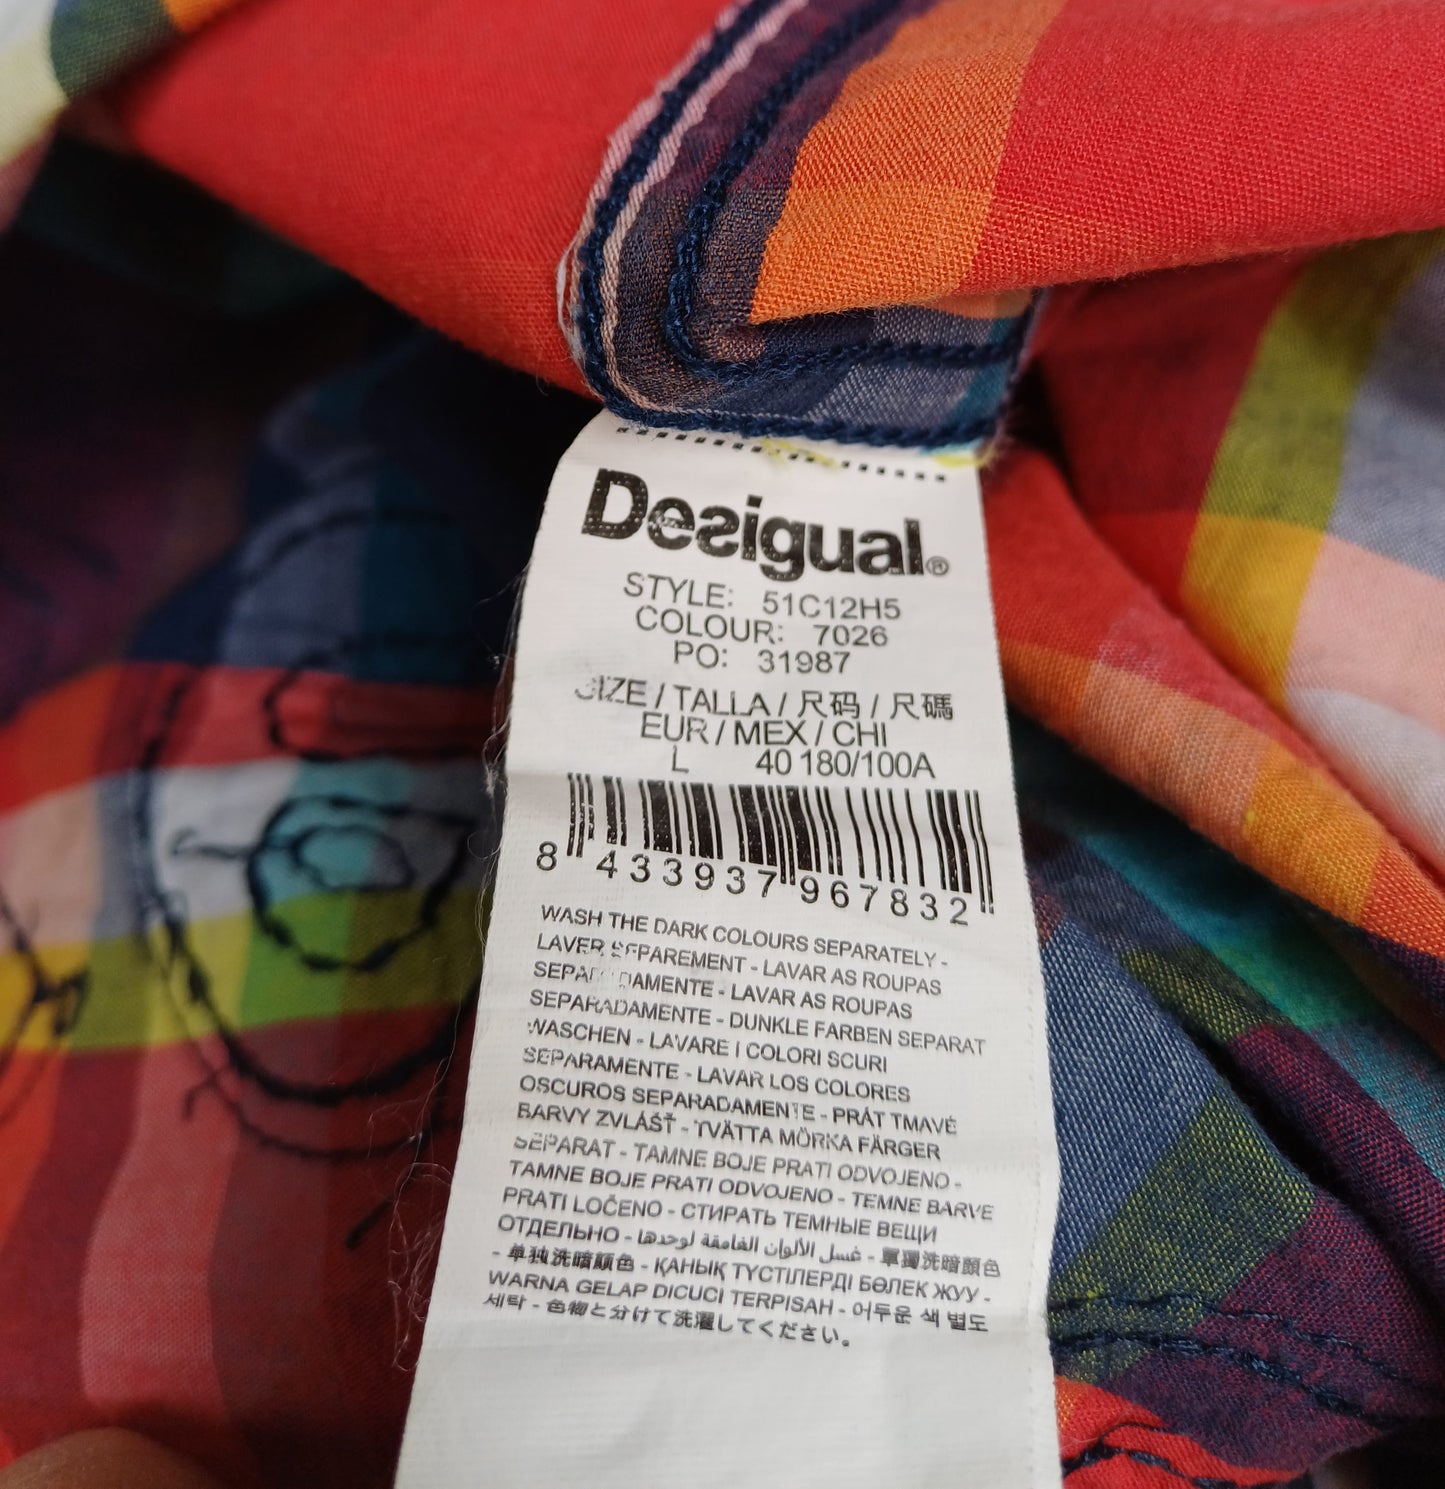 Desigual®
STYLE: 51C12H5
COLOUR: 7026
PO: 31987
SIZE / TALLA / 尺码 / 尺碼
EUR / MEX / CHI
L 40 180/100A
8 433937 967832
WASH THE DARK COLOURS SEPARATELY -
LAVER SEPAREMENT - LAVAR AS ROUPAS
SEPARADAMENTE - LAVAR AS ROUPAS
SEPARADAMENTE - DUNKLE FARBEN SEPARAT
WASCHEN - LAVARE I COLORI SCURI
SEPARAMENTE - LAVAR LOS COLORES
OSCUROS SEPARADAMENTE - PRÁT TMAVÉ
BARVY ZVLÁŠŤ - TVÄTTA MÖRKA FÄRGER
SEPARAT - TAMNE BOJE PRATI ODVOJENO -
TAMNE BOJE PRATI ODVOJENO - TEMNE BARVE
PRATI LOČENO - СТИРАТЬ ТЕМНЫЕ ВЕЩИ
ОТДЕЛЬНО - غسل الألوان الغامقة لوحدها - 單獨洗暗顏色
- 单独洗暗颜色 - ҚАНЫҚ ТҮСТІЛЕРДІ БӨЛЕК ЖУУ -
WARNA GELAP DICUCI TERPISAH - 어두운 색 별도
세탁 - 色物と分けて洗濯してください。